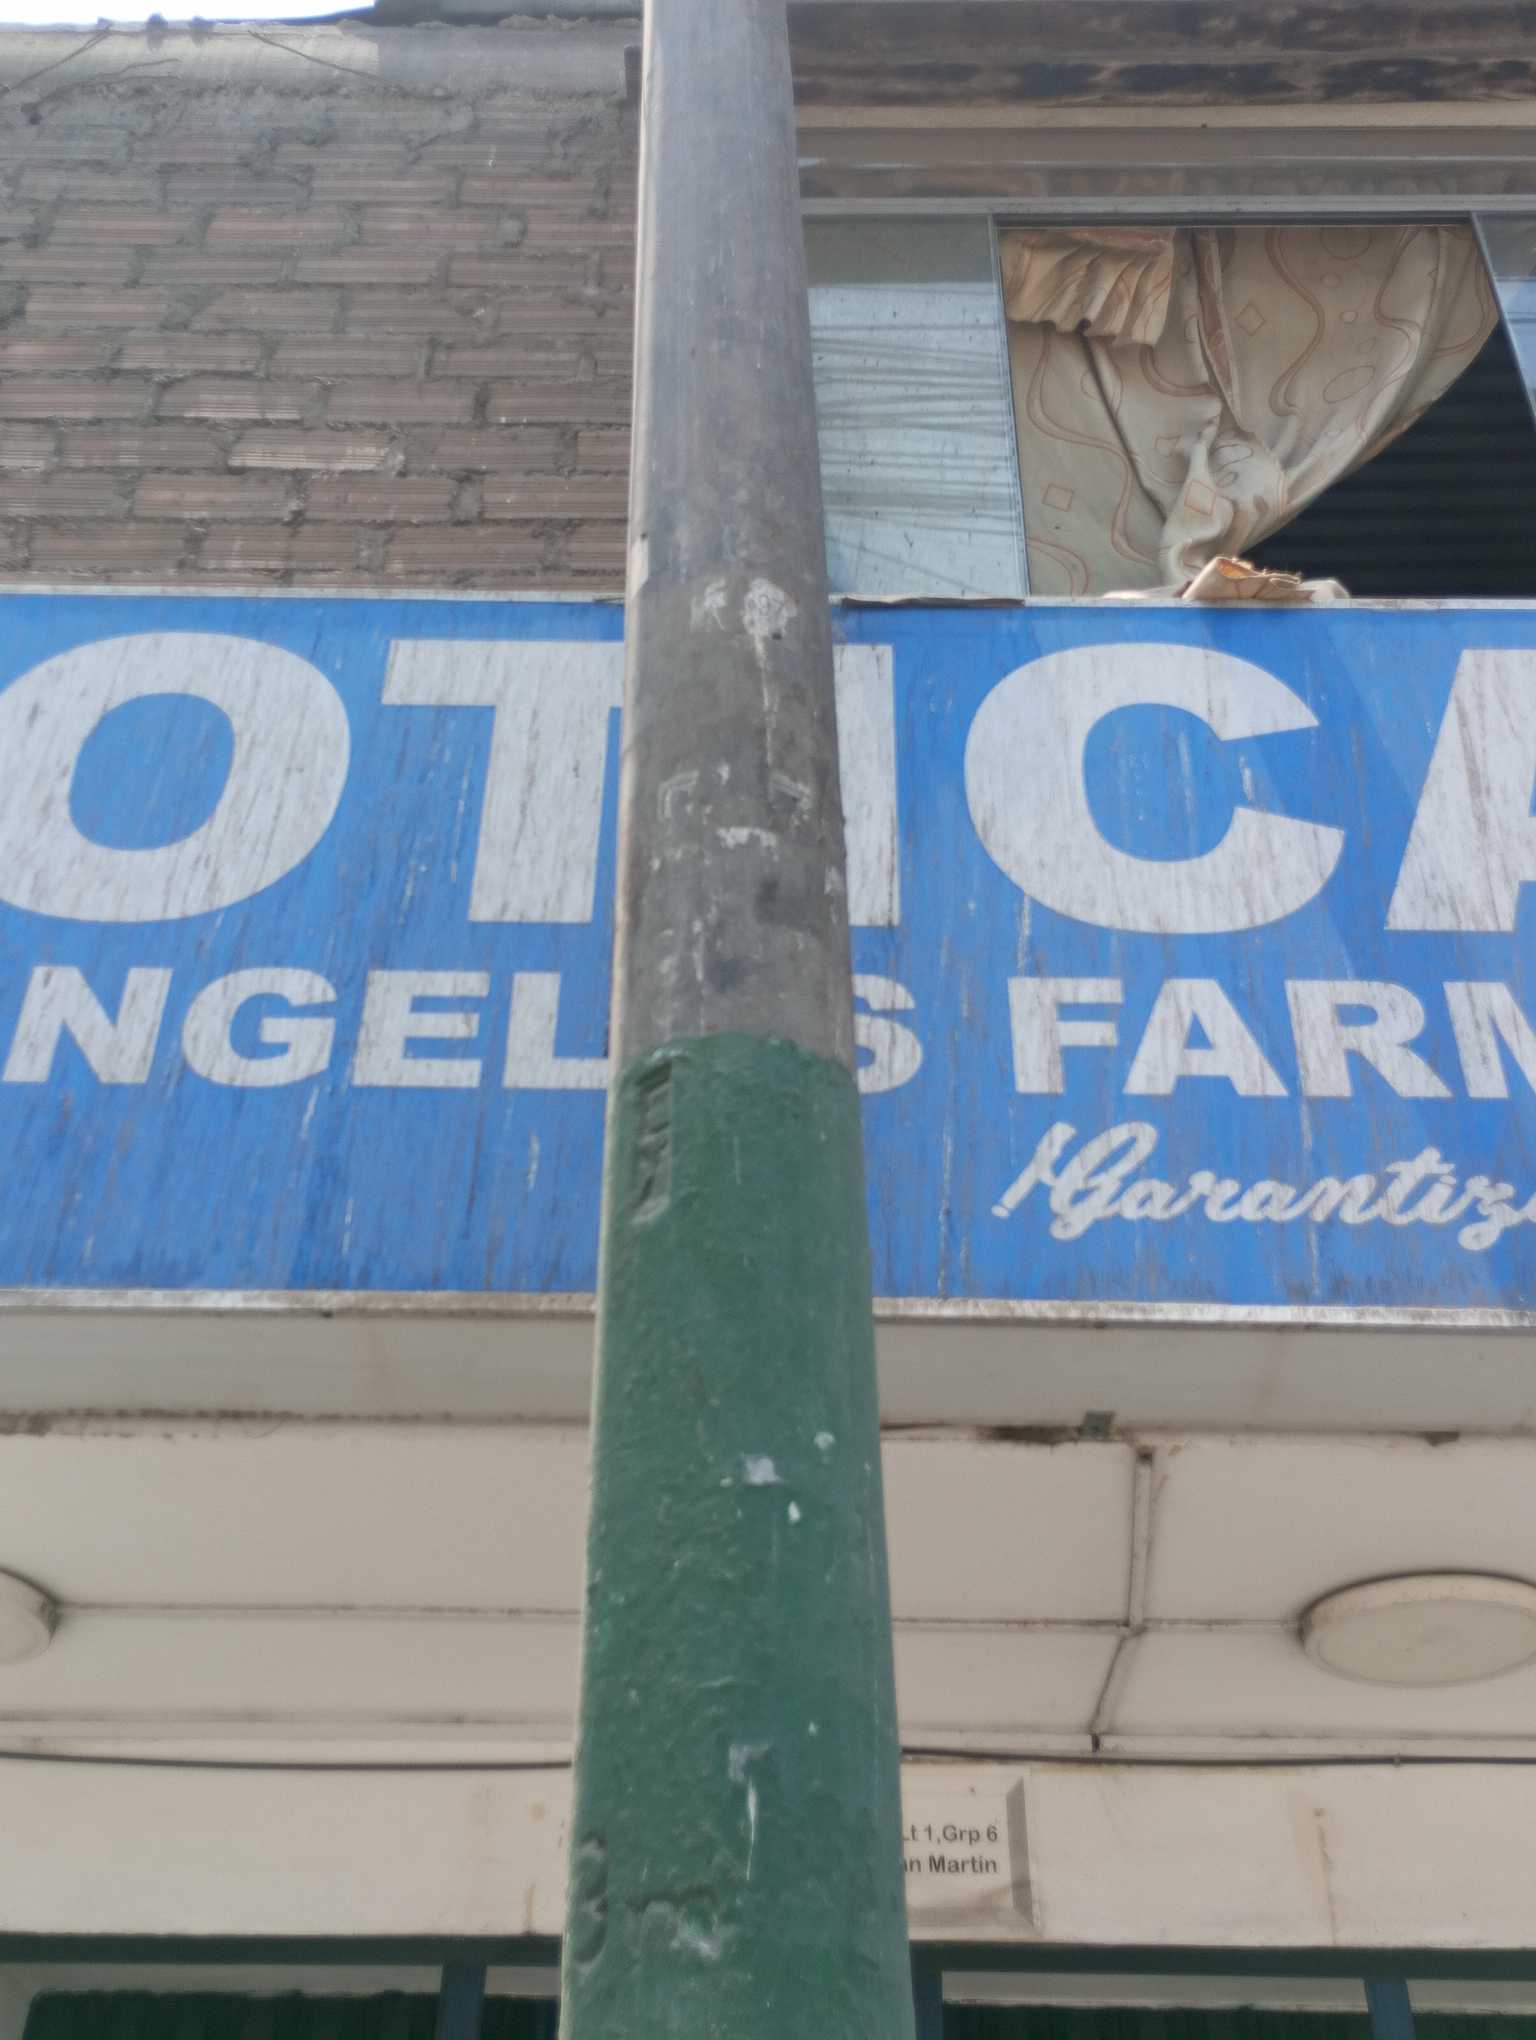 OTICA
NGEL S FARM
¡Garantiz
Lt 1,Grp 6
an Martin